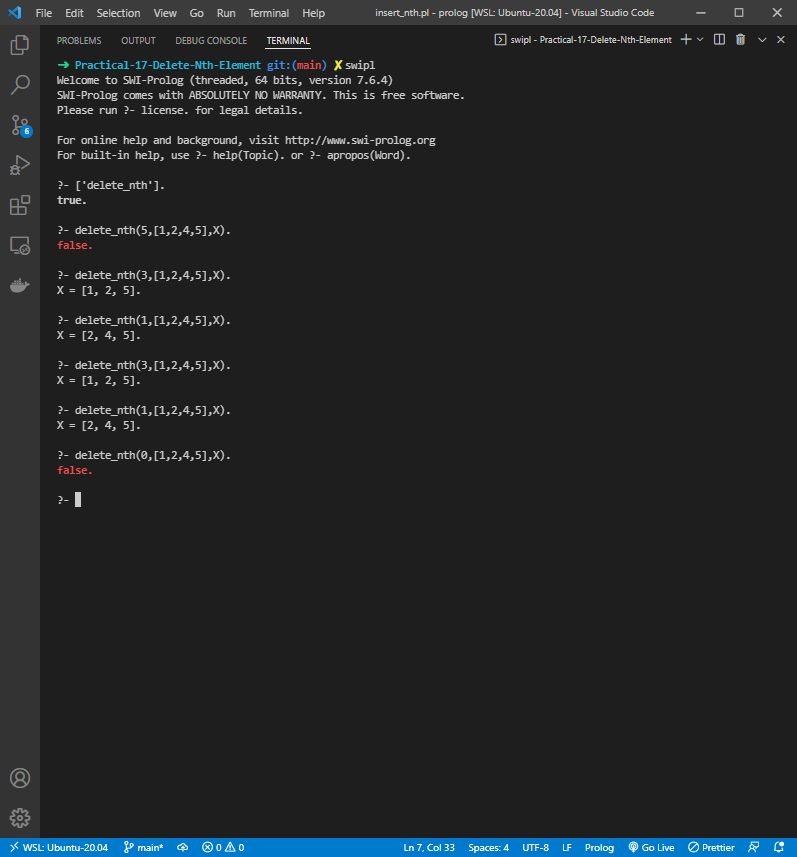 File Edit Selection View Go Run Terminal Help insert_nth.pl - prolog [WSL: Ubuntu-20.04] - Visual Studio Code
PROBLEMS OUTPUT DEBUG CONSOLE TERMINAL swipl - Practical-17-Delete-Nth-Element
➜ Practical-17-Delete-Nth-Element git:(main) ✗ swipl
Welcome to SWI-Prolog (threaded, 64 bits, version 7.6.4)
SWI-Prolog comes with ABSOLUTELY NO WARRANTY. This is free software.
Please run ?- license. for legal details.
For online help and background, visit http://www.swi-prolog.org
For built-in help, use ?- help(Topic). or ?- apropos(Word).
?- ['delete_nth'].
true.
?- delete_nth(5,[1,2,4,5],X).
false.
?- delete_nth(3,[1,2,4,5],X).
X = [1, 2, 5].
?- delete_nth(1,[1,2,4,5],X).
X = [2, 4, 5].
?- delete_nth(3,[1,2,4,5],X).
X = [1, 2, 5].
?- delete_nth(1,[1,2,4,5],X).
X = [2, 4, 5].
?- delete_nth(0,[1,2,4,5],X).
false.
?-
6
WSL: Ubuntu-20.04 main* 0 0 Ln 7, Col 33 Spaces: 4 UTF-8 LF Prolog Go Live Prettier